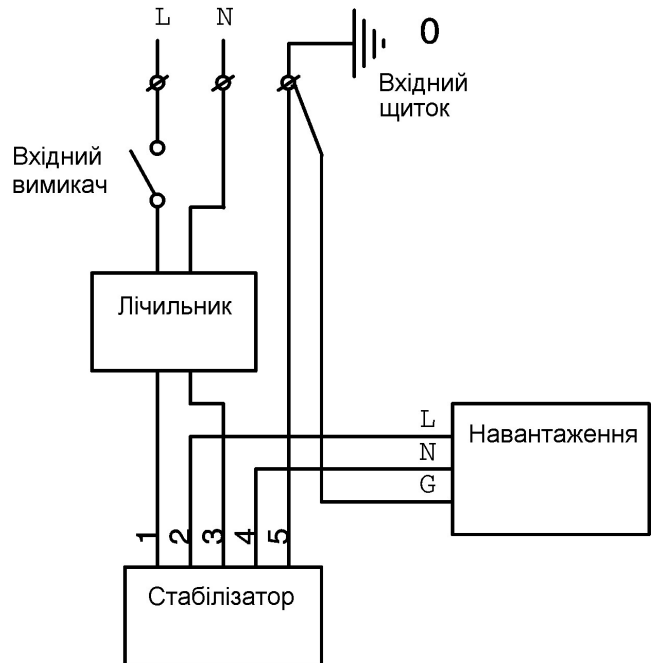 L N
0
Вхідний
щиток
Вхідний
вимикач
Лічильник
L
Навантаження
N
G
1 2 3 4 5
Стабілізатор